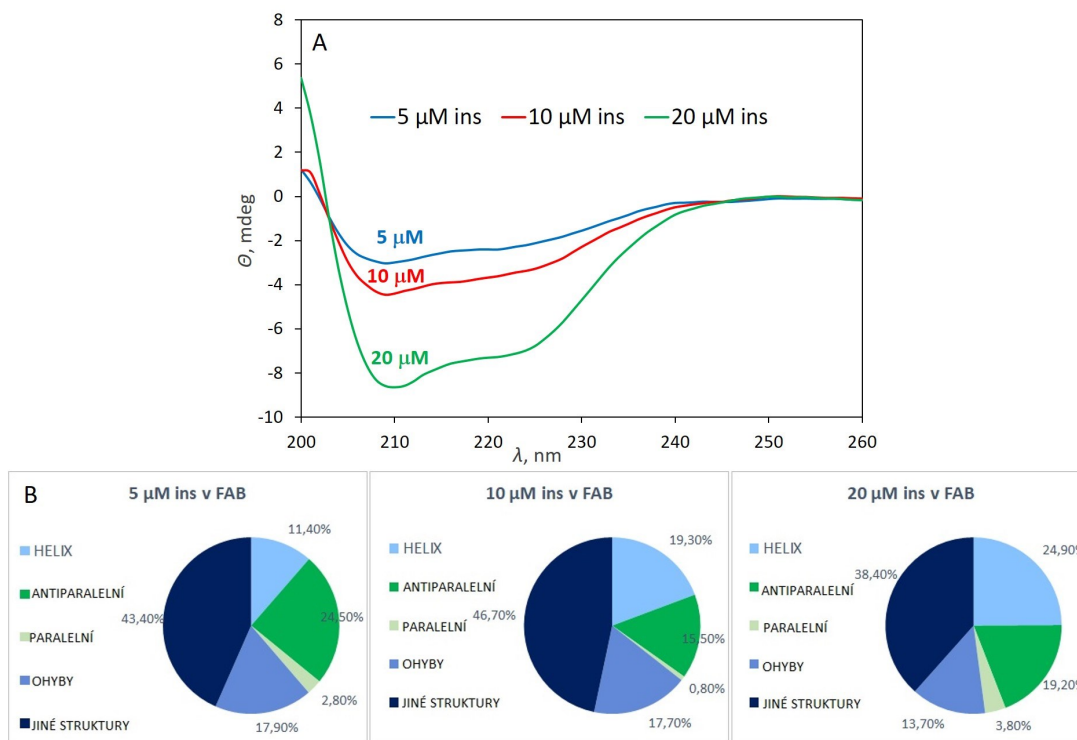 A
8
6
4
2
0
-2
-4
-6
-8
-10
Θ, mdeg
5 µM ins
10 µM ins
20 µM ins
5 µM
10 µM
20 µM
200
210
220
230
240
250
260
λ, nm
B
5 µM ins v FAB
HELIX
ANTIPARALELNÍ
PARALELNÍ
OHYBY
JINÉ STRUKTURY
11,40%
24,50%
2,80%
17,90%
43,40%
10 µM ins v FAB
HELIX
ANTIPARALELNÍ
PARALELNÍ
OHYBY
JINÉ STRUKTURY
19,30%
15,50%
0,80%
17,70%
46,70%
20 µM ins v FAB
HELIX
ANTIPARALELNÍ
PARALELNÍ
OHYBY
JINÉ STRUKTURY
24,90%
19,20%
3,80%
13,70%
38,40%